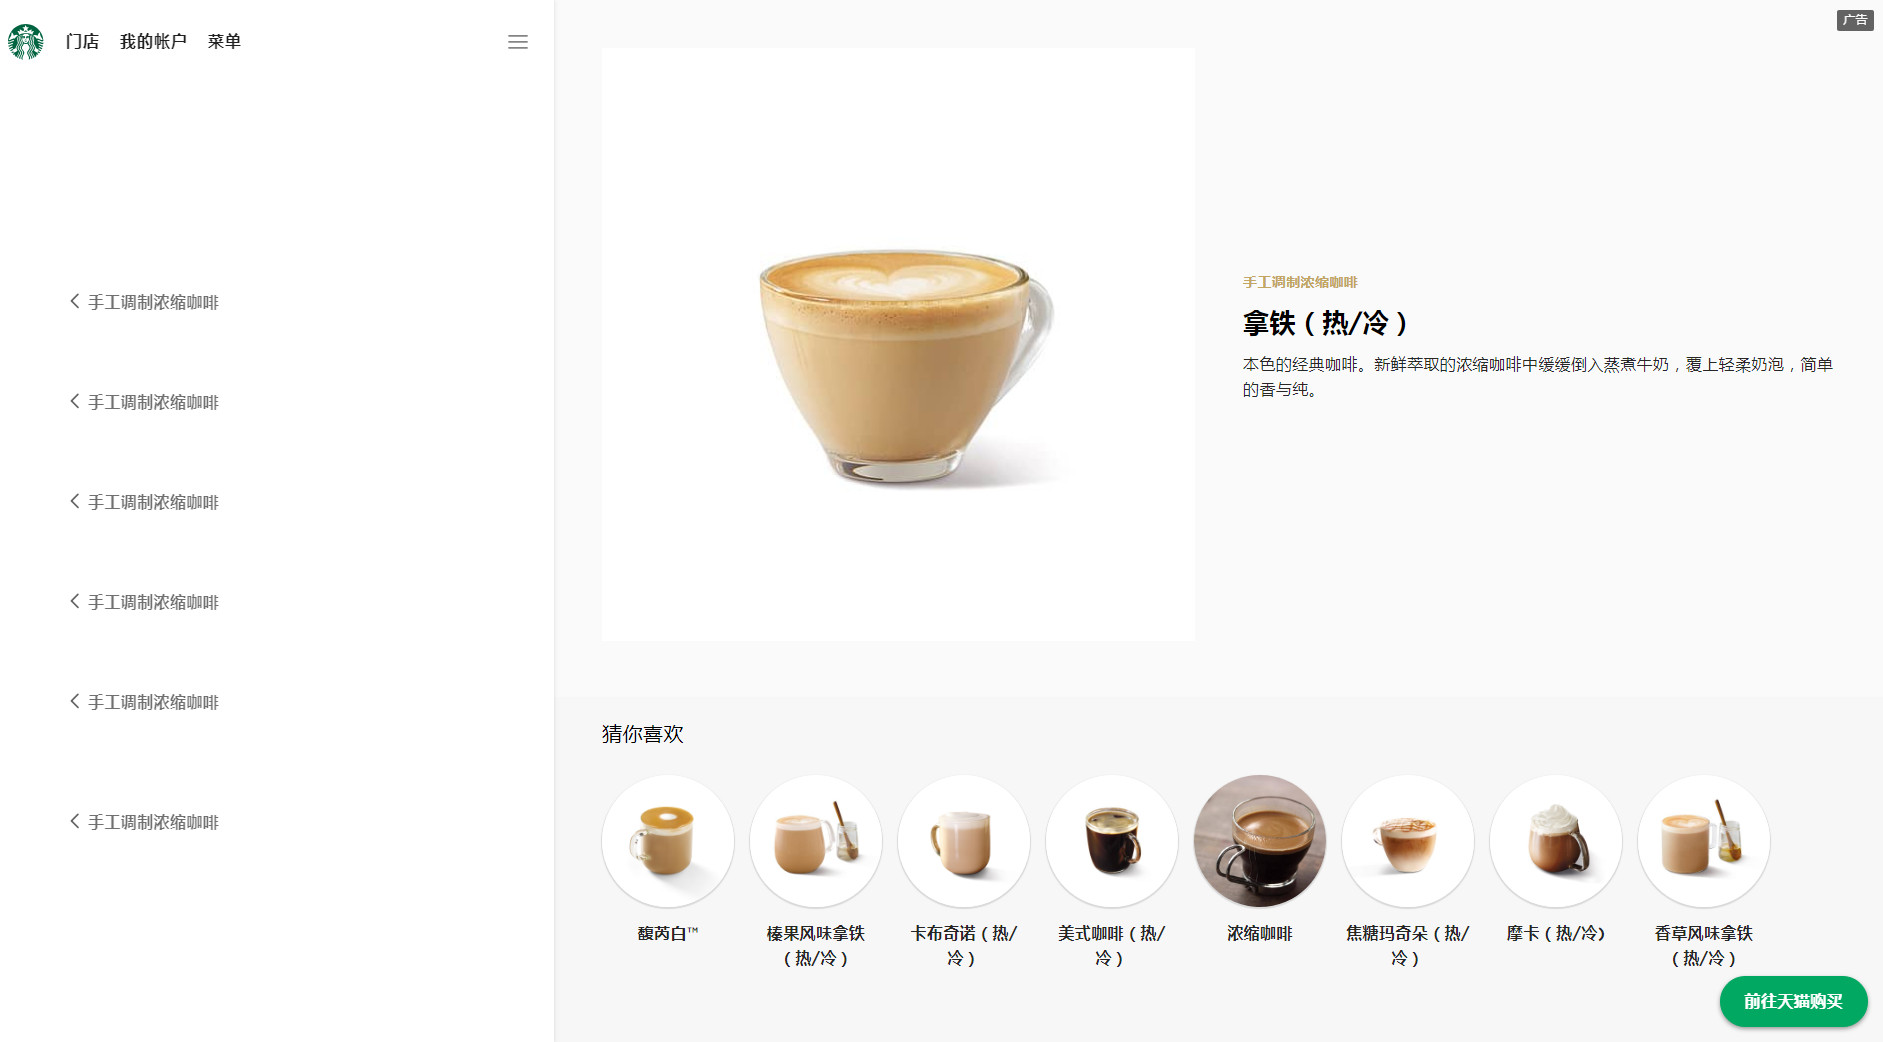 门店 我的帐户 菜单
广告
手工调制浓缩咖啡
手工调制浓缩咖啡
手工调制浓缩咖啡
手工调制浓缩咖啡
手工调制浓缩咖啡
手工调制浓缩咖啡
手工调制浓缩咖啡
拿铁（热/冷）
本色的经典咖啡。新鲜萃取的浓缩咖啡中缓缓倒入蒸煮牛奶，覆上轻柔奶泡，简单
的香与纯。
猜你喜欢
馥芮白™
榛果风味拿铁
（热/冷）
卡布奇诺（热/
冷）
美式咖啡（热/
冷）
浓缩咖啡
焦糖玛奇朵（热/
冷）
摩卡（热/冷)
香草风味拿铁
（热/冷）
前往天猫购买